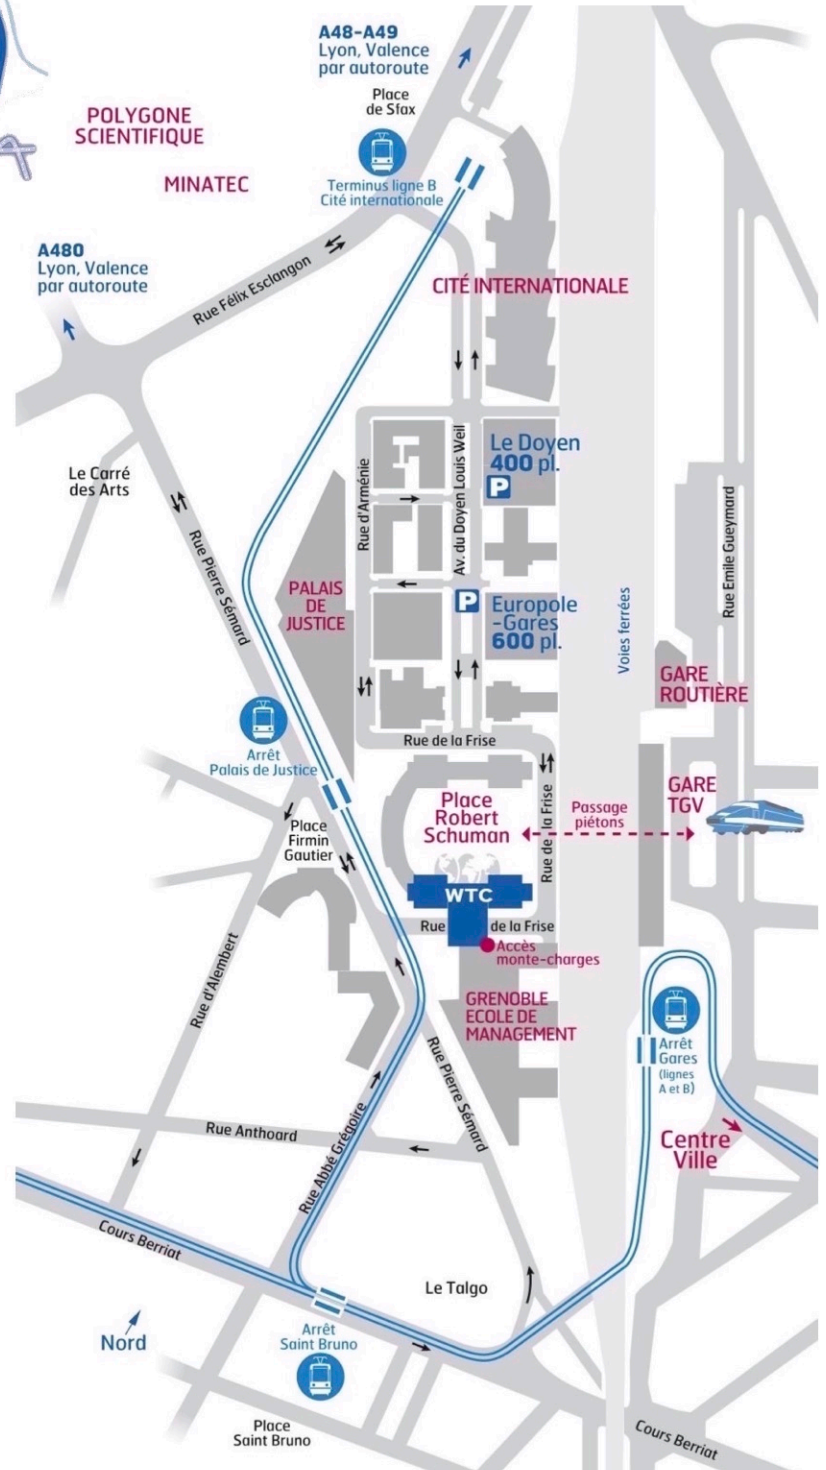 A48-A49
Lyon, Valence
par autoroute
Place
de Sfax
POLYGONE
SCIENTIFIQUE
MINATEC
Terminus ligne B
Cité internationale
A480
Lyon, Valence
par autoroute
Rue Félix Esclangon
CITÉ INTERNATIONALE
Le Carré
des Arts
Rue Pierre Sémard
Rue d'Arménie
Av. du Doyen Louis Weil
Le Doyen
400 pl.
P
Rue Emile Gueymard
PALAIS
DE
JUSTICE
P
Europole
-Gares
600 pl.
Voies ferrées
GARE
ROUTIÈRE
Arrêt
Palais de Justice
Rue de la Frise
Place
Robert
Schuman
Rue de la Frise
Passage
piétons
GARE
TGV
Place
Firmin
Gautier
WTC
Rue de la Frise
Accès
monte-charges
Rue d'Alembert
GRENOBLE
ECOLE DE
MANAGEMENT
Arrêt
Gares
(lignes
A et B)
Rue Pierre Sémard
Rue Anthoard
Rue Abbé Grégoire
Centre
Ville
Cours Berriat
Le Talgo
Nord
Arrêt
Saint Bruno
Place
Saint Bruno
Cours Berriat